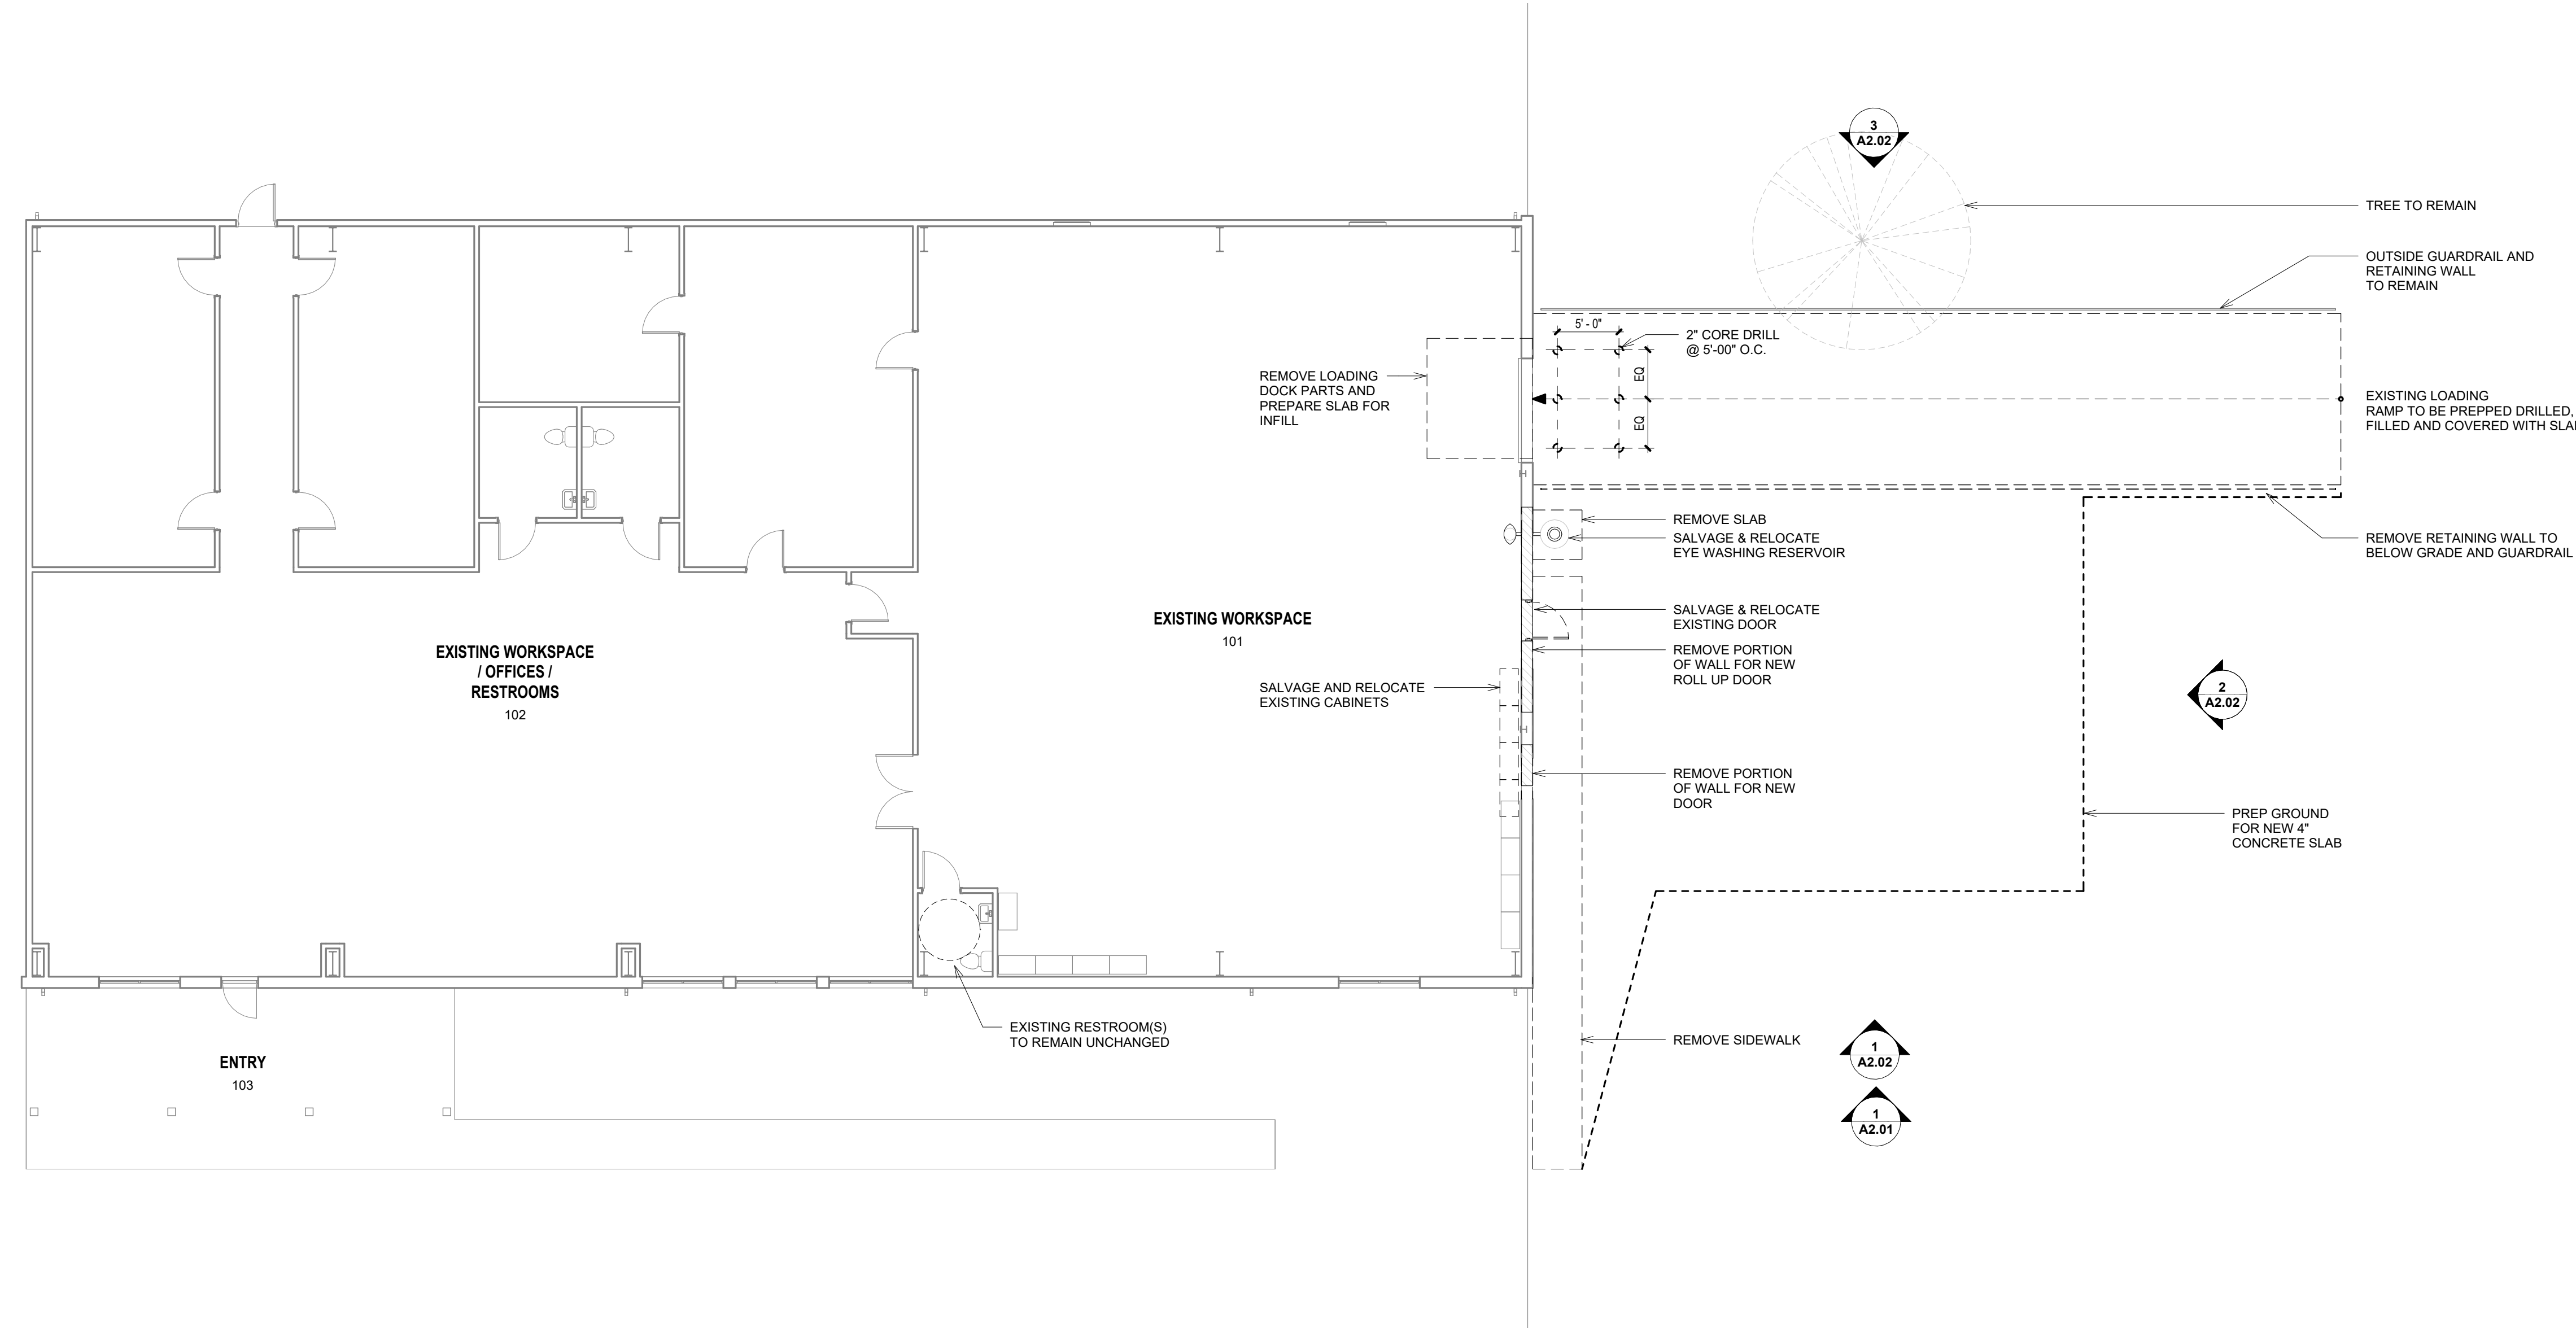 3
A2.02
TREE TO REMAIN
OUTSIDE GUARDRAIL AND
RETAINING WALL
TO REMAIN
5' - 0"
2" CORE DRILL
@ 5'-00" O.C.
EQ
EQ
REMOVE LOADING
DOCK PARTS AND
PREPARE SLAB FOR
INFILL
EXISTING LOADING
RAMP TO BE PREPPED DRILLED,
FILLED AND COVERED WITH
REMOVE SLAB
SALVAGE & RELOCATE
EYE WASHING RESERVOIR
REMOVE RETAINING WALL TO
BELOW GRADE AND GUARDRAIL
SALVAGE & RELOCATE
EXISTING DOOR
EXISTING WORKSPACE
101
EXISTING WORKSPACE
/ OFFICES /
RESTROOMS
102
REMOVE PORTION
OF WALL FOR NEW
ROLL UP DOOR
SALVAGE AND RELOCATE
EXISTING CABINETS
2
A2.02
REMOVE PORTION
OF WALL FOR NEW
DOOR
PREP GROUND
FOR NEW 4"
CONCRETE SLAB
EXISTING RESTROOM(S)
TO REMAIN UNCHANGED
REMOVE SIDEWALK
1
A2.02
ENTRY
103
1
A2.01